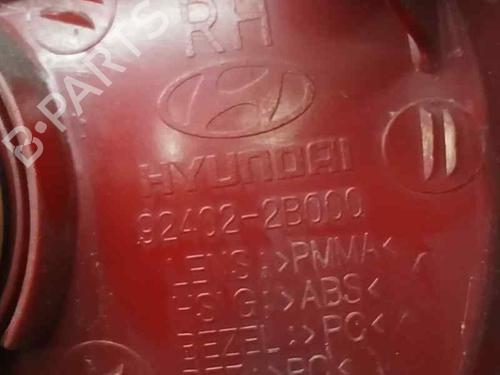 RH
HYUNDAI
92402-2B000
LENS:>PMMA<
HSG:>ABS<
BEZEL:>PC<
B-PARTS